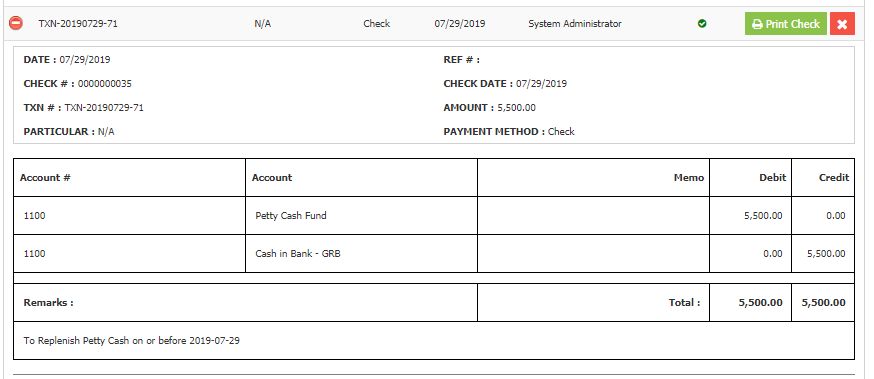 TXN-20190729-71 N/A Check 07/29/2019 System Administrator Print Check
DATE : 07/29/2019 REF # :
CHECK # : 0000000035 CHECK DATE : 07/29/2019
TXN # : TXN-20190729-71 AMOUNT : 5,500.00
PARTICULAR : N/A PAYMENT METHOD : Check
Account # Account Memo Debit Credit
1100 Petty Cash Fund 5,500.00 0.00
1100 Cash in Bank - GRB 0.00 5,500.00
Remarks : Total : 5,500.00 5,500.00
To Replenish Petty Cash on or before 2019-07-29